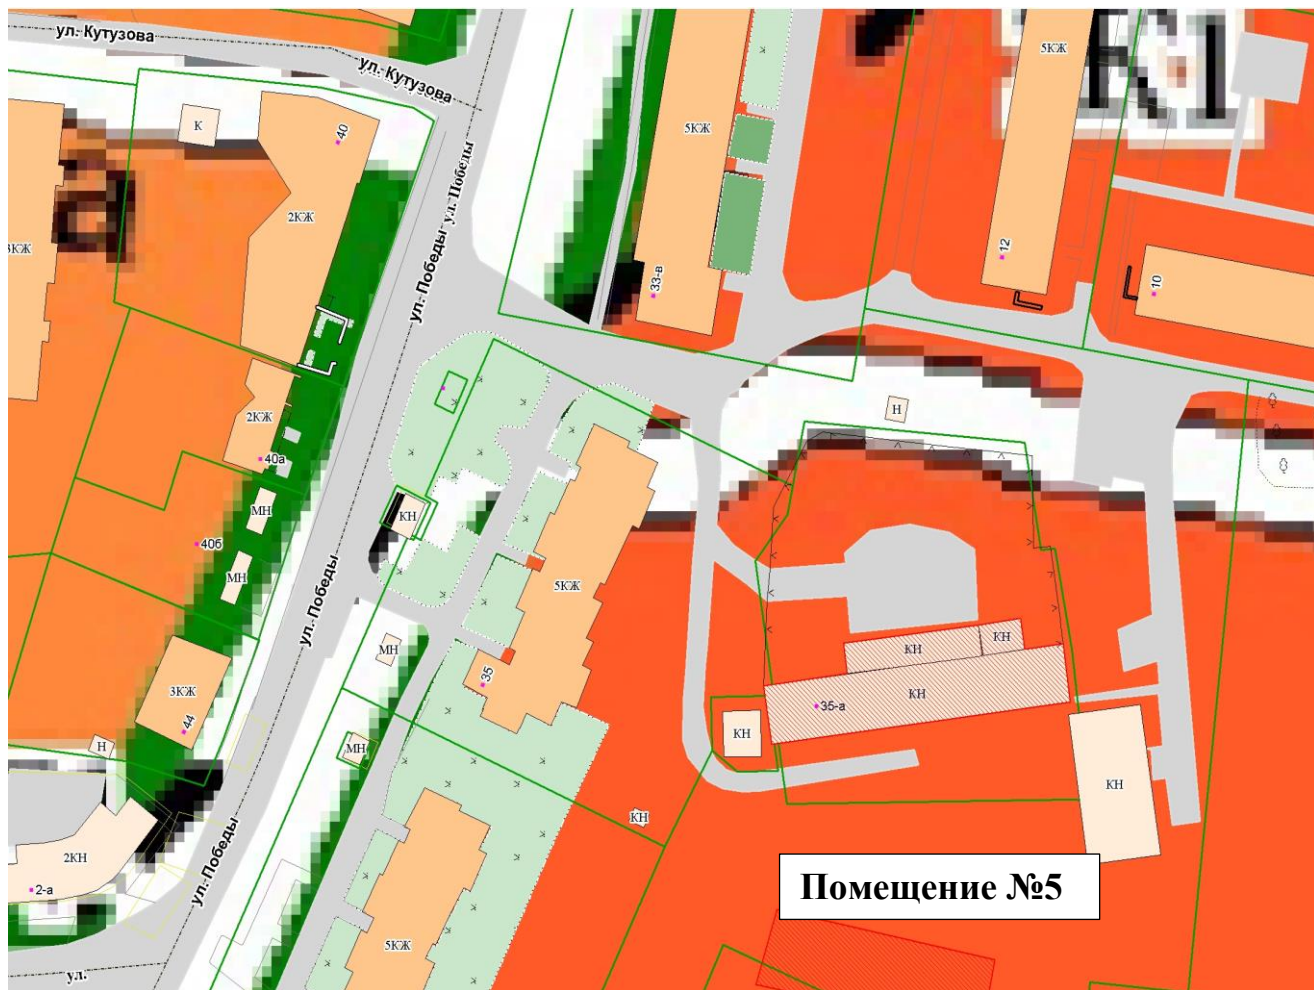 ул. Кутузова
ул. Кутузова
К
40
5КЖ
5КЖ
2КЖ
3КЖ
ул. Победы
ул. Победы
12
33-в
10
2КЖ
40а
Н
МН
КН
40б
МН
ул. Победы
5КЖ
КН
КН
МН
35
3КЖ
КН
35-а
44
КН
Н
МН
КН
КН
2КН
ул. Победы
Помещение №5
2-а
5КЖ
ул.